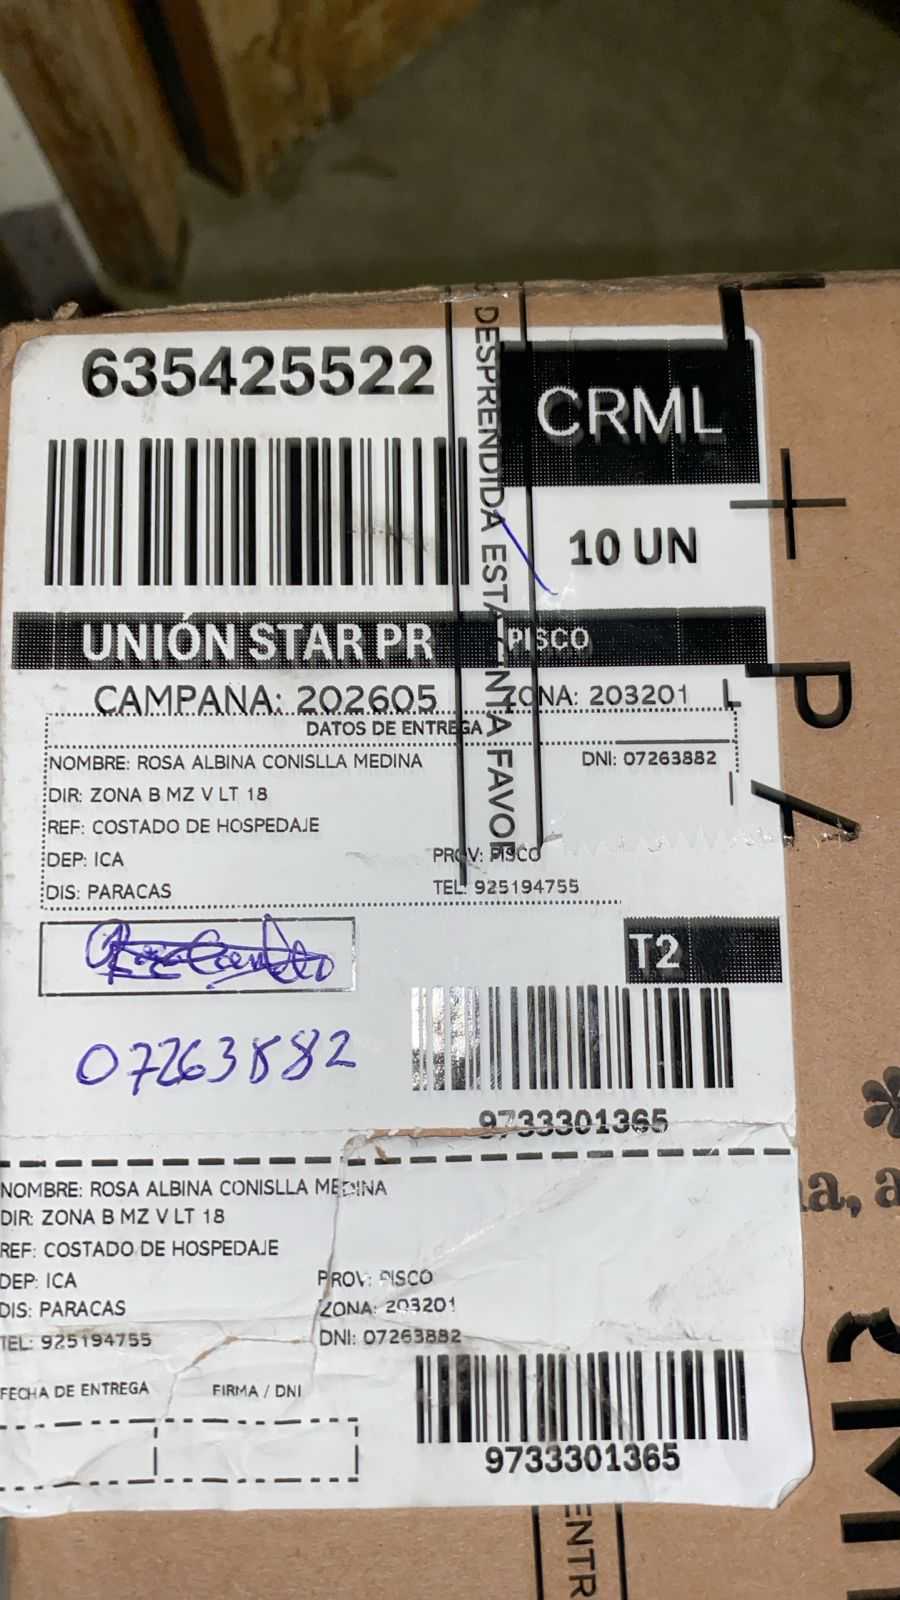 635425522
CRML
10 UN
DESPRENDIDA ESTA CINTA FAVOR
UNIÓN STAR PR PISCO
CAMPAÑA: 202605 ZONA: 203201 L
DATOS DE ENTREGA
NOMBRE: ROSA ALBINA CONISLLA MEDINA DNI: 07263882
DIR: ZONA B MZ V LT 18
REF: COSTADO DE HOSPEDAJE
DEP: ICA PROV: PISCO
DIS: PARACAS TEL: 925194755
T2
07263882
9733301365
NOMBRE: ROSA ALBINA CONISLLA MEDINA
DIR: ZONA B MZ V LT 18
REF: COSTADO DE HOSPEDAJE
DEP: ICA PROV: PISCO
DIS: PARACAS ZONA: 203201
TEL: 925194755 DNI: 07263882
FECHA DE ENTREGA FIRMA / DNI
9733301365